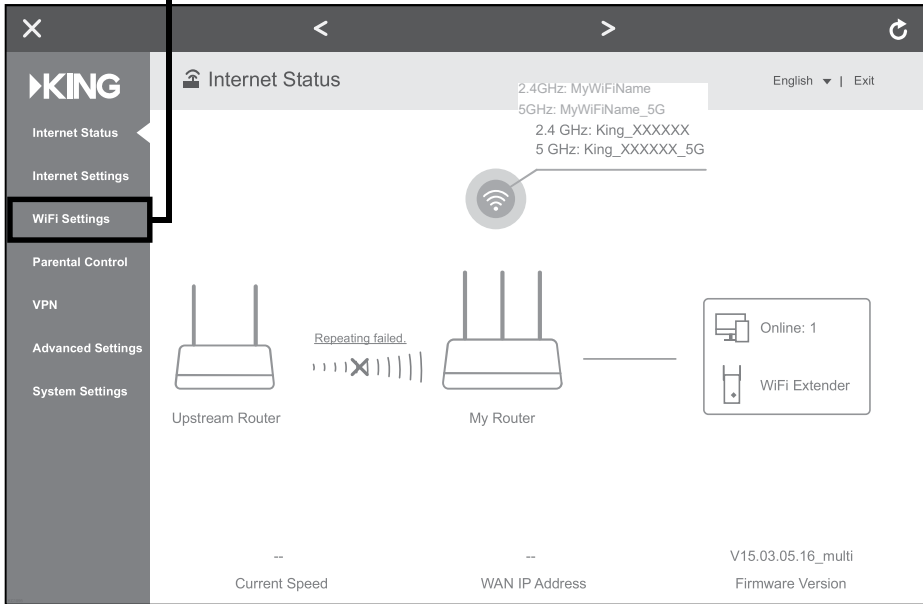 KING
Internet Status
English | Exit
2.4GHz: MyWiFiName
5GHz: MyWiFiName_5G
2.4 GHz: King_XXXXXX
5 GHz: King_XXXXXX_5G
Internet Status
Internet Settings
WiFi Settings
Parental Control
VPN
Advanced Settings
System Settings
Repeating failed.
Online: 1
WiFi Extender
Upstream Router
My Router
--
Current Speed
--
WAN IP Address
V15.03.05.16_multi
Firmware Version